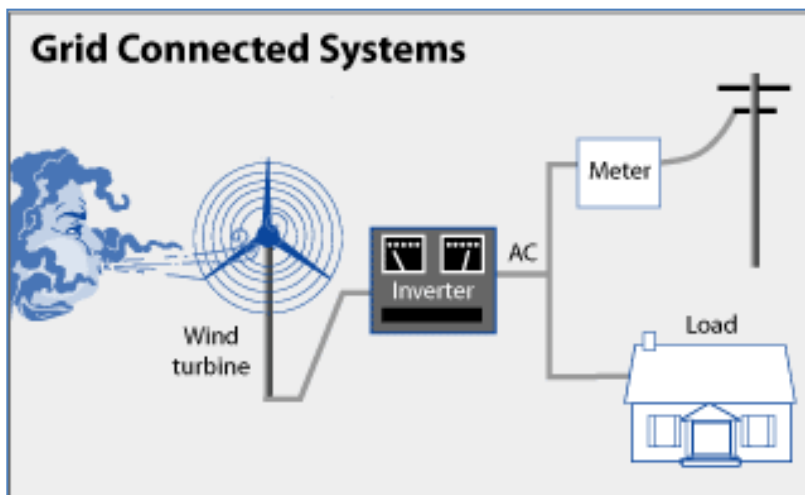 Grid Connected Systems
Meter
AC
Inverter
Load
Wind
turbine